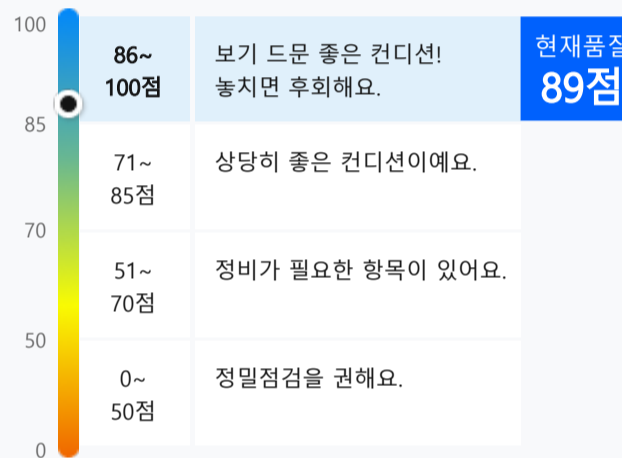 100
86~
100점
보기 드문 좋은 컨디션!
놓치면 후회해요.
현재품질
89점
85
71~
85점
상당히 좋은 컨디션이예요.
70
51~
70점
정비가 필요한 항목이 있어요.
50
0~
50점
정밀점검을 권해요.
0